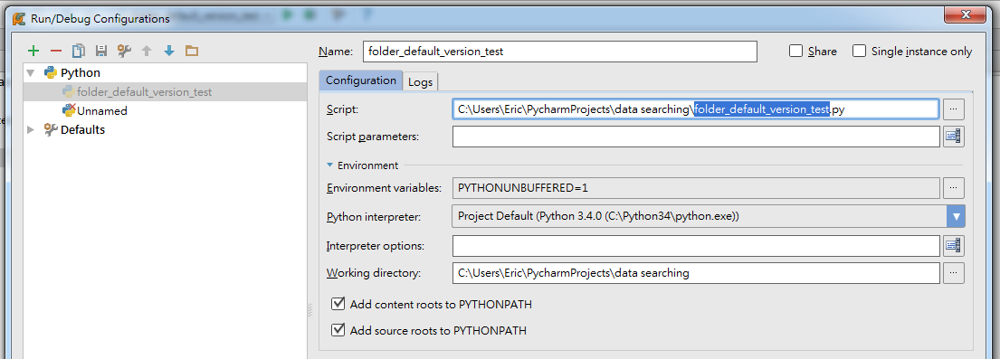 Run/Debug Configurations
Name: folder_default_version_test Share Single instance only
Python
folder_default_version_test
Unnamed
Defaults
Configuration Logs
Script: C:\Users\Eric\PycharmProjects\data searching\folder_default_version_test.py ...
Script parameters:
Environment
Environment variables: PYTHONUNBUFFERED=1 ...
Python interpreter: Project Default (Python 3.4.0 (C:\Python34\python.exe))
Interpreter options:
Working directory: C:\Users\Eric\PycharmProjects\data searching ...
Add content roots to PYTHONPATH
Add source roots to PYTHONPATH